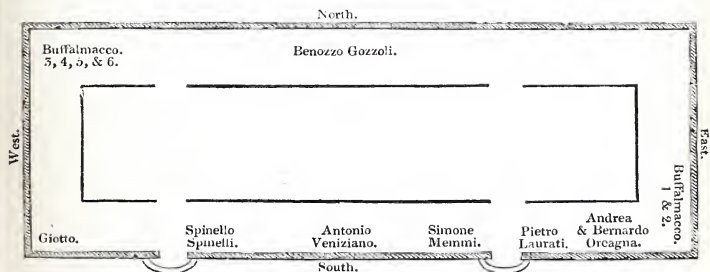 North.
Buffalmacco.
3, 4, 5, & 6.
Benozzo Gozzoli.
West.
East.
Buffalmacco.
1 & 2.
Giotto.
Spinello
Spinelli.
Antonio
Veniziano.
Simone
Memmi.
Pietro
Laurati.
Andrea
& Bernardo
Orcagna.
South.